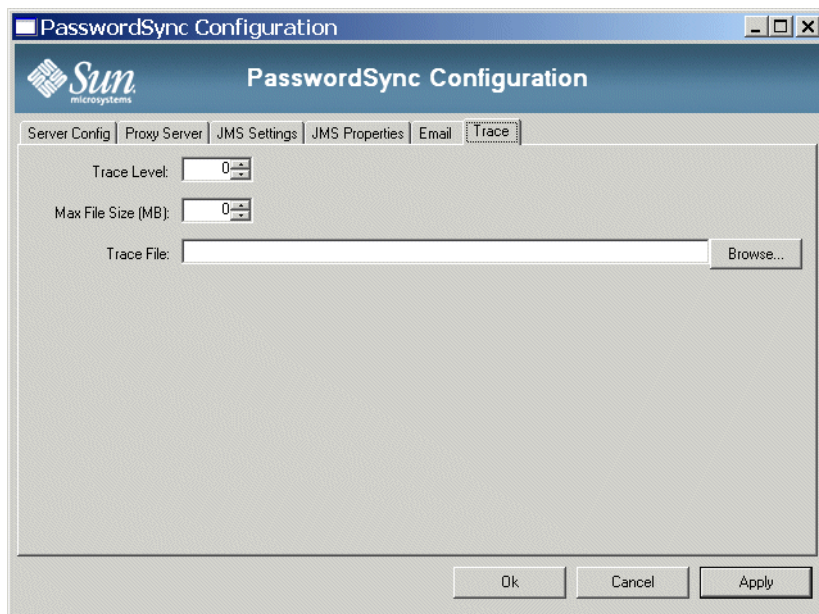 PasswordSync Configuration
Sun
microsystems
PasswordSync Configuration
Server Config Proxy Server JMS Settings JMS Properties Email Trace
Trace Level: 0
Max File Size (MB): 0
Trace File: Browse...
Ok Cancel Apply